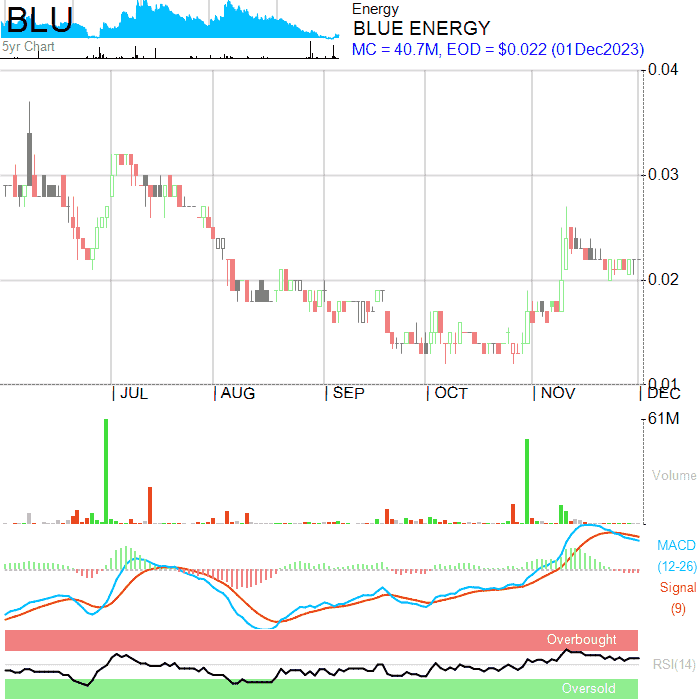 BLU
5yr Chart
Energy
BLUE ENERGY
MC = 40.7M, EOD = $0.022 (01Dec2023)
0.04
0.03
0.02
0.01
JUL AUG SEP OCT NOV DEC
61M
Volume
MACD
(12-26)
Signal
(9)
Overbought
RSI(14)
Oversold